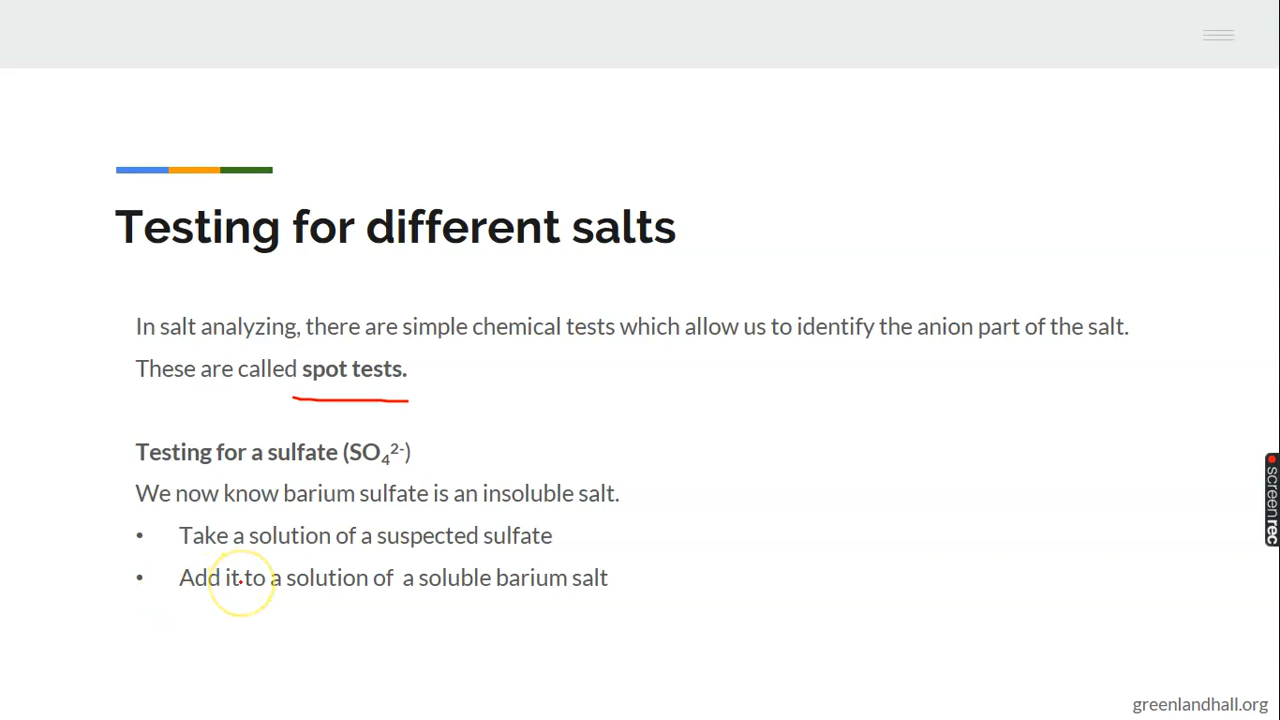 Testing for different salts
In salt analyzing, there are simple chemical tests which allow us to identify the anion part of the salt.
These are called spot tests.
Testing for a sulfate (SO₄²⁻)
We now know barium sulfate is an insoluble salt.
• Take a solution of a suspected sulfate
• Add it to a solution of a soluble barium salt
screenrec
greenlandhall.org